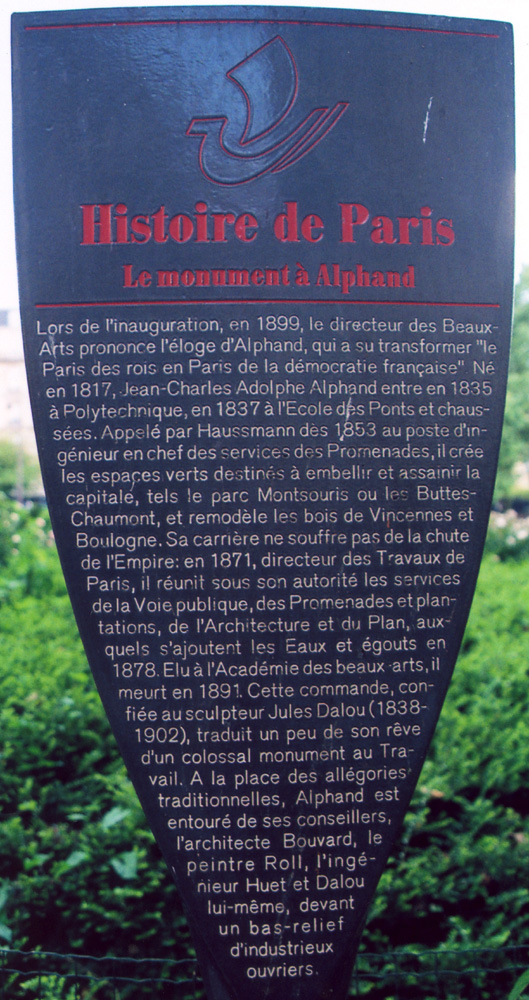 Histoire de Paris
Le monument à Alphand
Lors de l'inauguration, en 1899, le directeur des Beaux-
Arts prononce l'éloge d'Alphand, qui a su transformer "le
Paris des rois en Paris de la démocratie française". Né
en 1817, Jean-Charles Adolphe Alphand entre en 1835
à Polytechnique, en 1837 à l'Ecole des Ponts et chaus-
sées. Appelé par Haussmann dès 1853 au poste d'in-
génieur en chef des services des Promenades, il crée
les espaces verts destinés à embellir et assainir la
capitale, tels le parc Montsouris ou les Buttes-
Chaumont, et remodèle les bois de Vincennes et
Boulogne. Sa carrière ne souffre pas de la chute
de l'Empire: en 1871, directeur des Travaux de
Paris, il réunit sous son autorité les services
de la Voie publique, des Promenades et plan-
tations, de l'Architecture et du Plan, aux-
quels s'ajoutent les Eaux et égouts en
1878. Elu à l'Académie des beaux-arts, il
meurt en 1891. Cette commande, con-
fiée au sculpteur Jules Dalou (1838-
1902), traduit un peu de son rêve
d'un colossal monument au Tra-
vail. A la place des allégories
traditionnelles, Alphand est
entouré de ses conseillers,
l'architecte Bouvard, le
peintre Roll, l'ingé-
nieur Huet et Dalou
lui-même, devant
un bas-relief
d'industrieux
ouvriers.